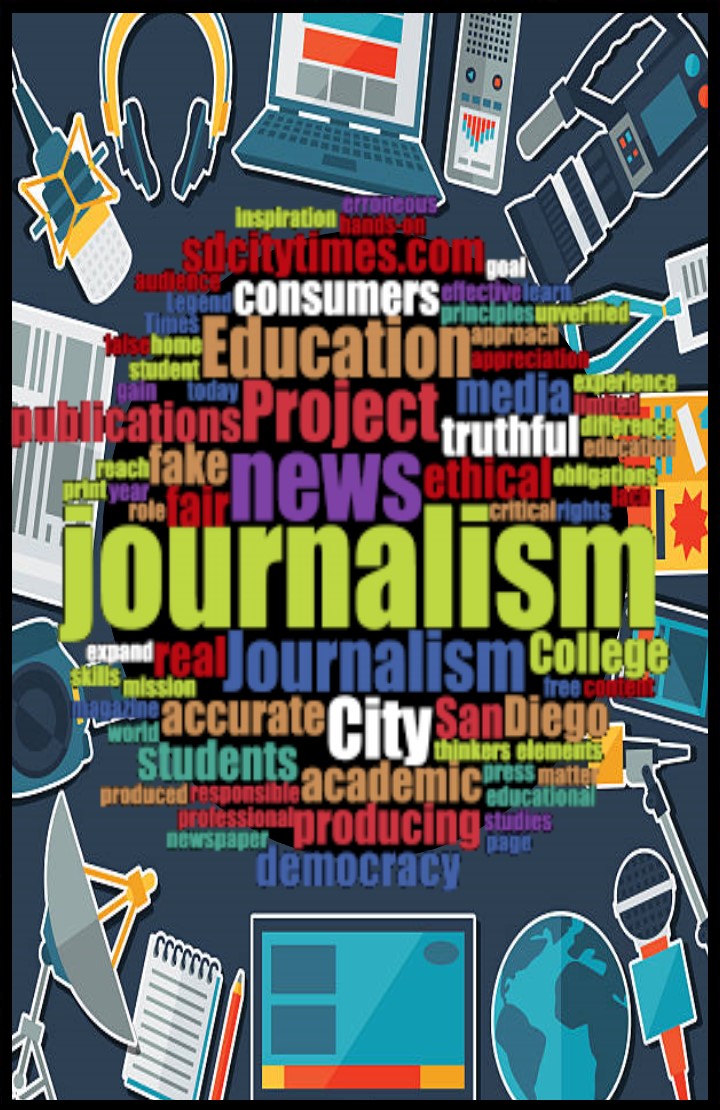 erroneous
inspiration hands-on
sdcitytimes.com goal
audience
Legend consumers effective learn
Times principles unverified
false home Education approach
student appreciation
gain today media experience
publications Project limited
truthful difference
education
reach fake news ethical obligations
print year lack
role fair critical rights
journalism
expand real Journalism College
skills mission free content
magazine accurate City San Diego
world
students thinkers elements
academic press matter
produced responsible educational
professional producing studies
newspaper page
democracy